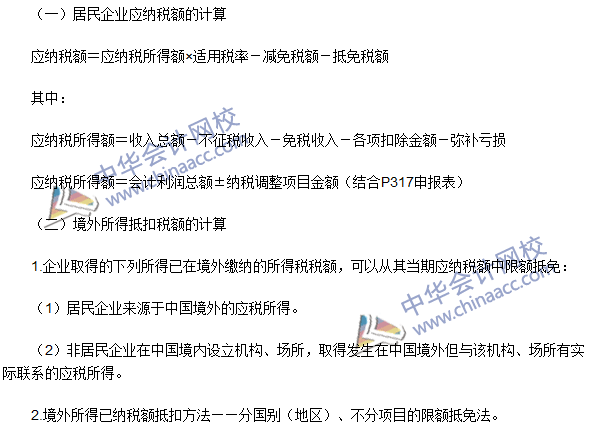 （一）居民企业应纳税额的计算
应纳税额＝应纳税所得额×适用税率－减免税额－抵免税额
其中：
应纳税所得额＝收入总额－不征税收入－免税收入－各项扣除金额－弥补亏损
应纳税所得额＝会计利润总额±纳税调整项目金额（结合P317申报表）
（二）境外所得抵扣税额的计算
1.企业取得的下列所得已在境外缴纳的所得税税额，可以从其当期应纳税额中限额抵免：
（1）居民企业来源于中国境外的应税所得。
（2）非居民企业在中国境内设立机构、场所，取得发生在中国境外但与该机构、场所有实
际联系的应税所得。
2.境外所得已纳税额抵扣方法——分国别（地区）、不分项目的限额抵免法。
中华会计网校
www.chinaacc.com
中华会计网校
www.chinaacc.com